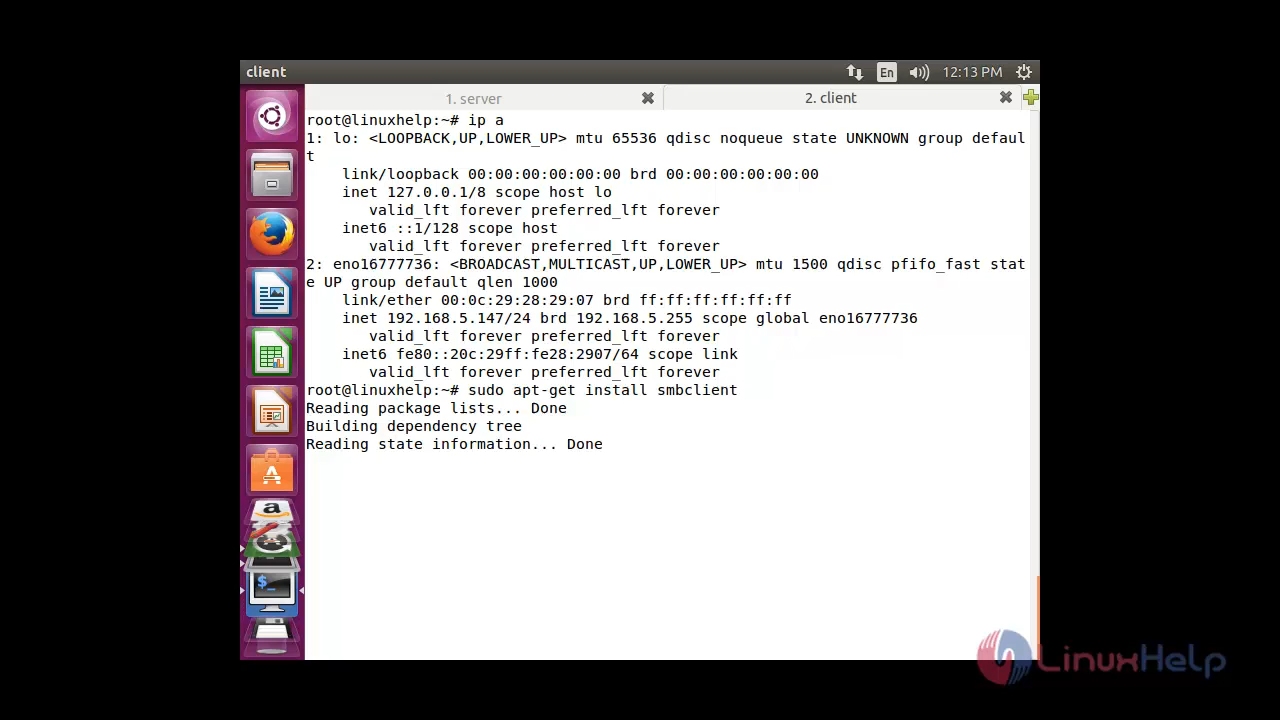 client
En
12:13 PM
1. server
2. client
root@linuxhelp:~# ip a
1: lo: <LOOPBACK,UP,LOWER_UP> mtu 65536 qdisc noqueue state UNKNOWN group defaul
t
    link/loopback 00:00:00:00:00:00 brd 00:00:00:00:00:00
    inet 127.0.0.1/8 scope host lo
       valid_lft forever preferred_lft forever
    inet6 ::1/128 scope host
       valid_lft forever preferred_lft forever
2: eno16777736: <BROADCAST,MULTICAST,UP,LOWER_UP> mtu 1500 qdisc pfifo_fast stat
e UP group default qlen 1000
    link/ether 00:0c:29:28:29:07 brd ff:ff:ff:ff:ff:ff
    inet 192.168.5.147/24 brd 192.168.5.255 scope global eno16777736
       valid_lft forever preferred_lft forever
    inet6 fe80::20c:29ff:fe28:2907/64 scope link
       valid_lft forever preferred_lft forever
root@linuxhelp:~# sudo apt-get install smbclient
Reading package lists... Done
Building dependency tree
Reading state information... Done
LinuxHelp